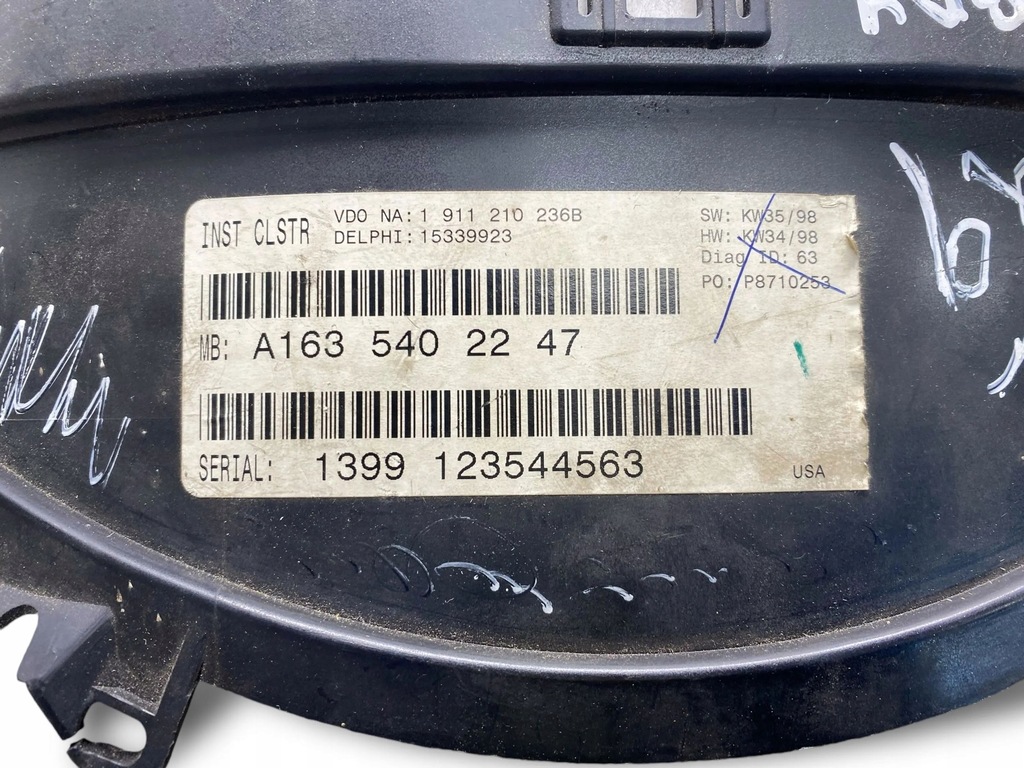 INST CLSTR
VDO NA: 1 911 210 236B
DELPHI: 15339923
SW: KW35/98
HW: KW34/98
Diag ID: 63
PO: P8710253
MB: A163 540 22 47
SERIAL: 1399 123544563
USA